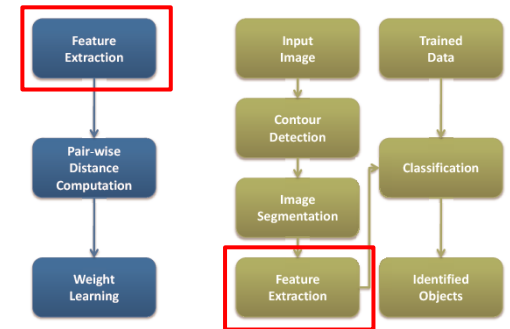 Feature
Extraction
Pair-wise
Distance
Computation
Weight
Learning
Input
Image
Contour
Detection
Image
Segmentation
Feature
Extraction
Trained
Data
Classification
Identified
Objects